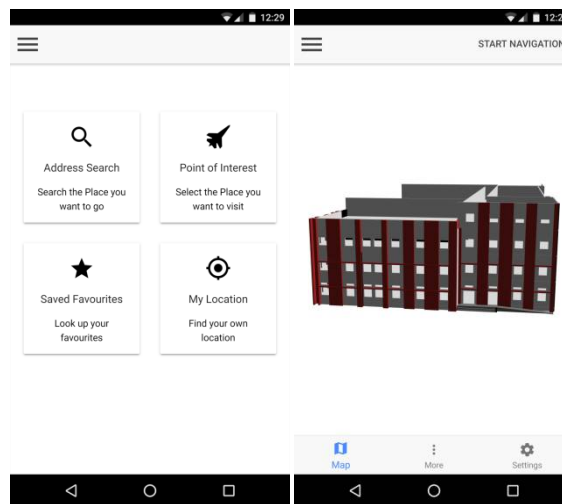 12:29
Address Search
Search the Place you
want to go
Point of Interest
Select the Place you
want to visit
Saved Favourites
Look up your
favourites
My Location
Find your own
location
12:2
START NAVIGATION
Map
More
Settings